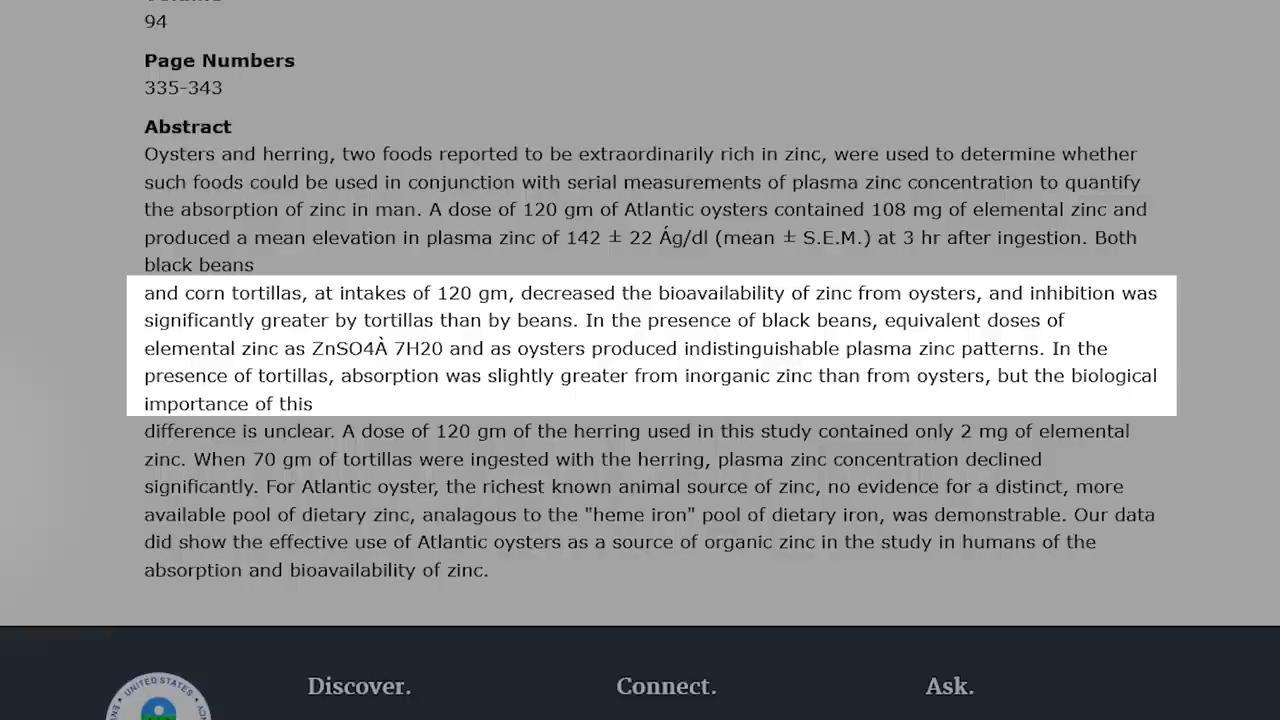 94
Page Numbers
335-343
Abstract
Oysters and herring, two foods reported to be extraordinarily rich in zinc, were used to determine whether
such foods could be used in conjunction with serial measurements of plasma zinc concentration to quantify
the absorption of zinc in man. A dose of 120 gm of Atlantic oysters contained 108 mg of elemental zinc and
produced a mean elevation in plasma zinc of 142 ± 22 Ág/dl (mean ± S.E.M.) at 3 hr after ingestion. Both
black beans
and corn tortillas, at intakes of 120 gm, decreased the bioavailability of zinc from oysters, and inhibition was
significantly greater by tortillas than by beans. In the presence of black beans, equivalent doses of
elemental zinc as ZnSO4À 7H20 and as oysters produced indistinguishable plasma zinc patterns. In the
presence of tortillas, absorption was slightly greater from inorganic zinc than from oysters, but the biological
importance of this
difference is unclear. A dose of 120 gm of the herring used in this study contained only 2 mg of elemental
zinc. When 70 gm of tortillas were ingested with the herring, plasma zinc concentration declined
significantly. For Atlantic oyster, the richest known animal source of zinc, no evidence for a distinct, more
available pool of dietary zinc, analagous to the "heme iron" pool of dietary iron, was demonstrable. Our data
did show the effective use of Atlantic oysters as a source of organic zinc in the study in humans of the
absorption and bioavailability of zinc.
Discover.
Connect.
Ask.
UNITED STATES